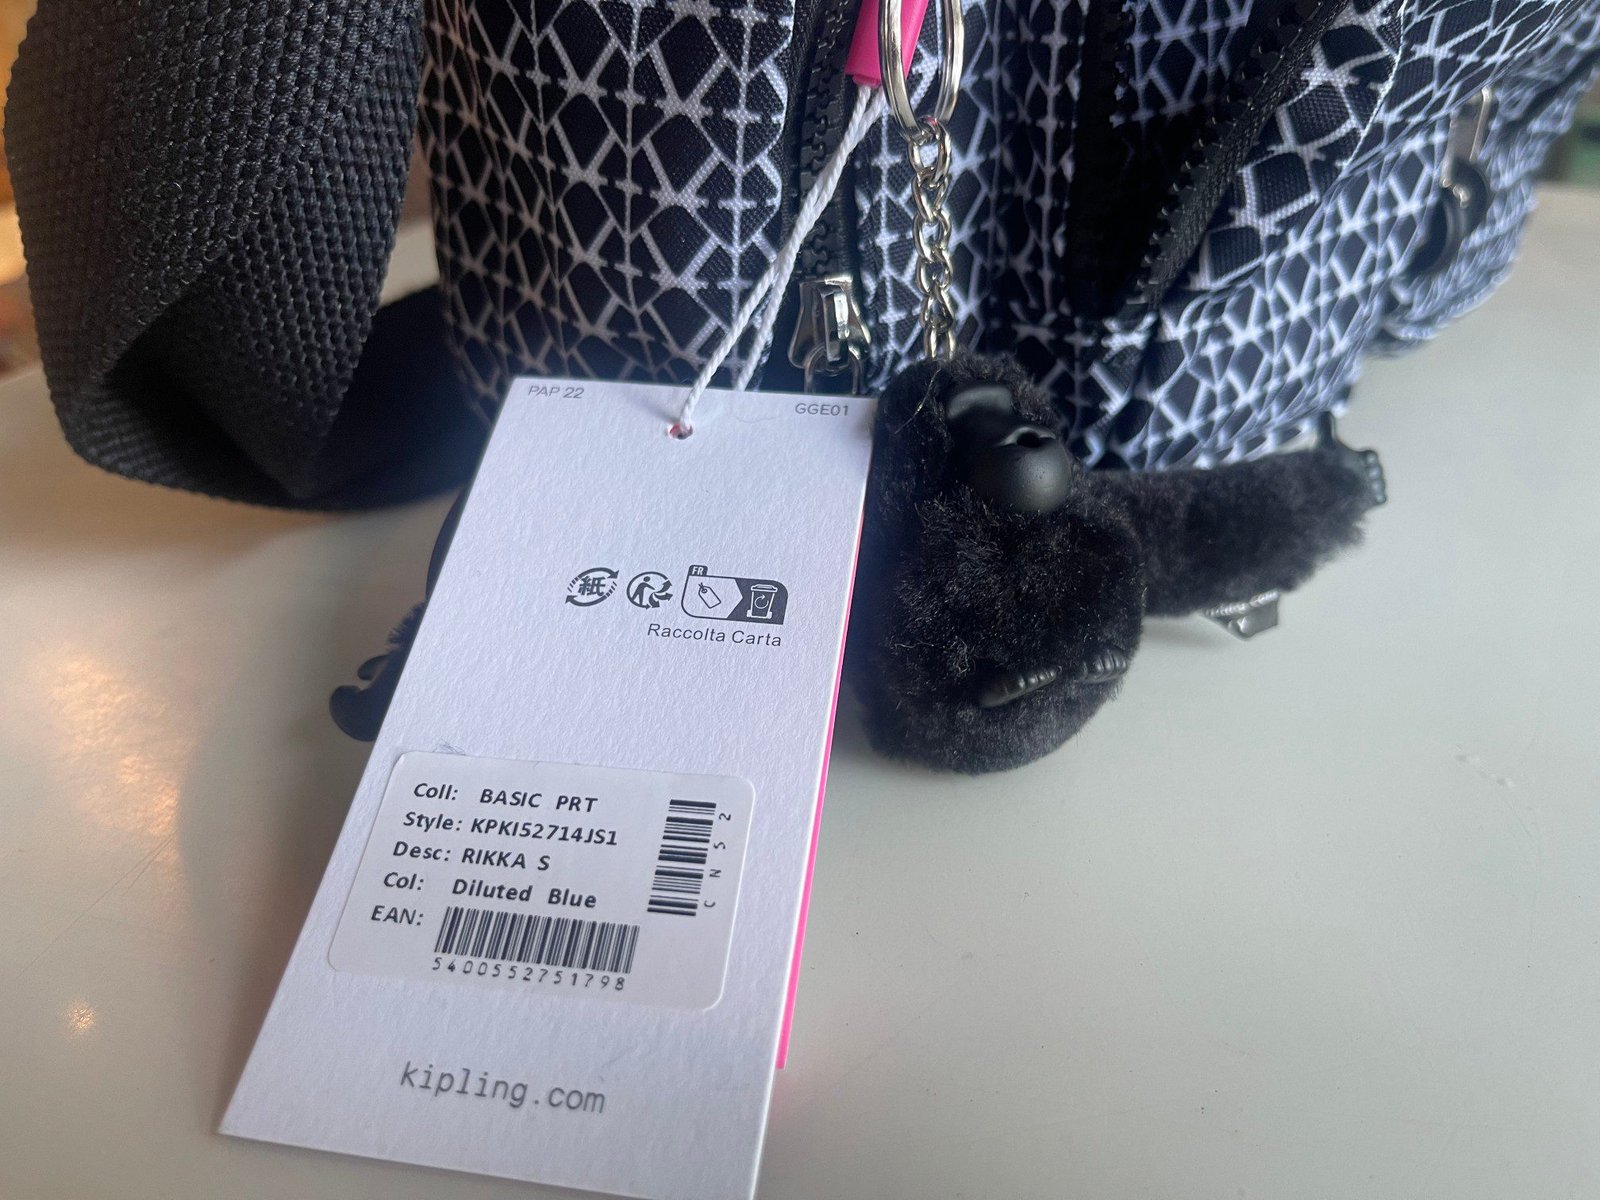 PAP 22
GGE01
紙
FR
Raccolta Carta
Coll: BASIC PRT
Style: KPKI52714JS1
Desc: RIKKA S
Col: Diluted Blue
EAN:
5400552751798
CN52
kipling.com